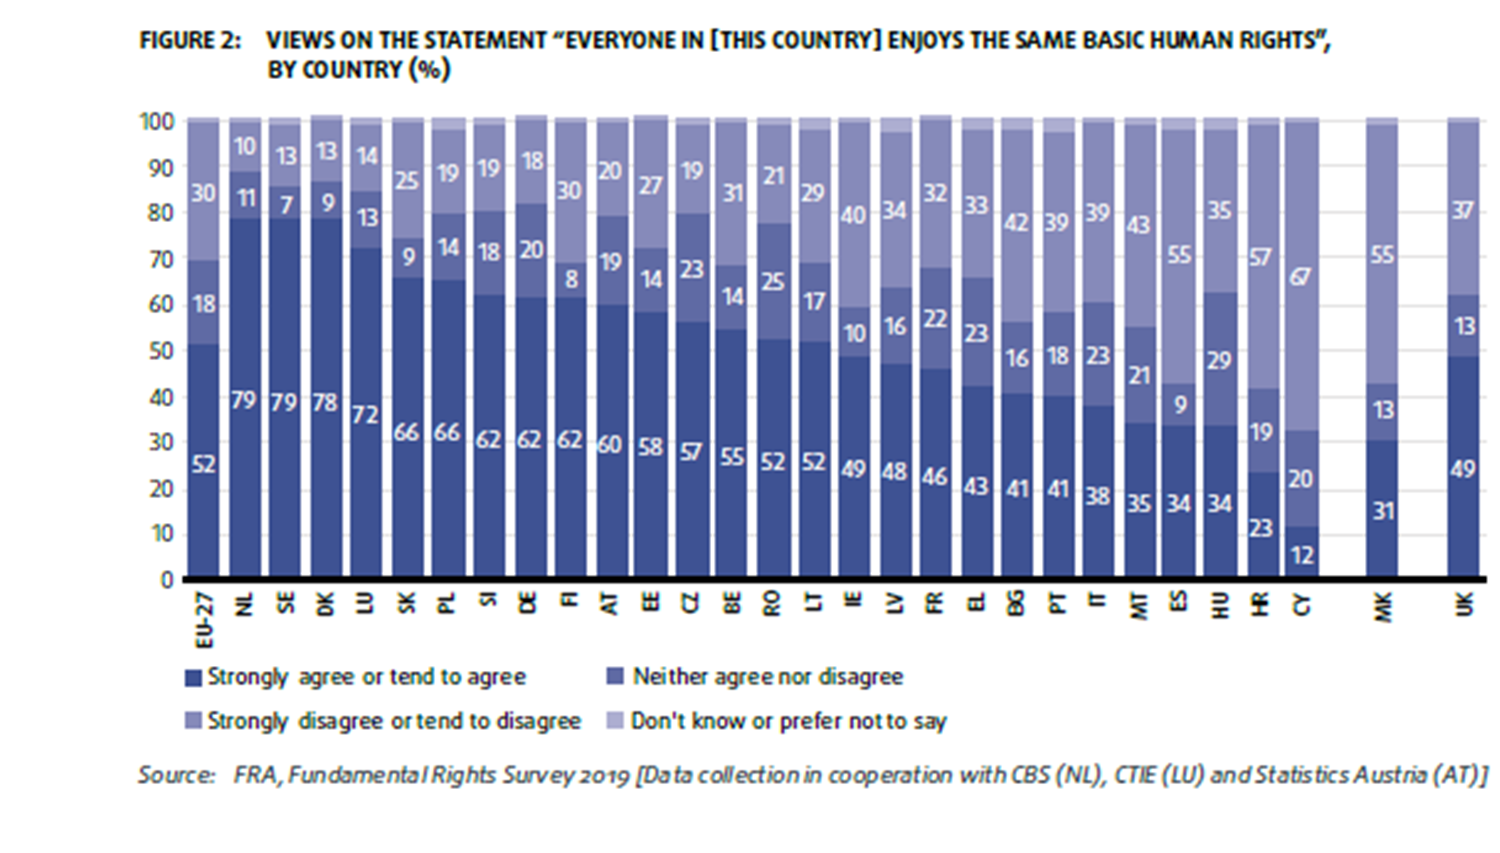 FIGURE 2: VIEWS ON THE STATEMENT “EVERYONE IN [THIS COUNTRY] ENJOYS THE SAME BASIC HUMAN RIGHTS”,
BY COUNTRY (%)
100
90
80
70
60
50
40
30
20
10
0
30 10 13 13 14 25 19 19 18 30 20 27 19 31 21 29 40 34 32 33 42 39 39 43 55 35 57 67 55 37
18 11 7 9 13 9 14 18 20 8 19 14 23 14 25 17 10 16 22 23 16 18 23 21 9 29 19 20 13 13
52 79 79 78 72 66 66 62 62 62 60 58 57 55 52 52 49 48 46 43 41 41 38 35 34 34 23 12 31 49
EU-27 NL SE DK LU SK PL SI DE FI AT EE CZ BE RO LT IE LV FR EL BG PT IT MT ES HU HR CY MK UK
Strongly agree or tend to agree Neither agree nor disagree
Strongly disagree or tend to disagree Don't know or prefer not to say
Source: FRA, Fundamental Rights Survey 2019 [Data collection in cooperation with CBS (NL), CTIE (LU) and Statistics Austria (AT)]